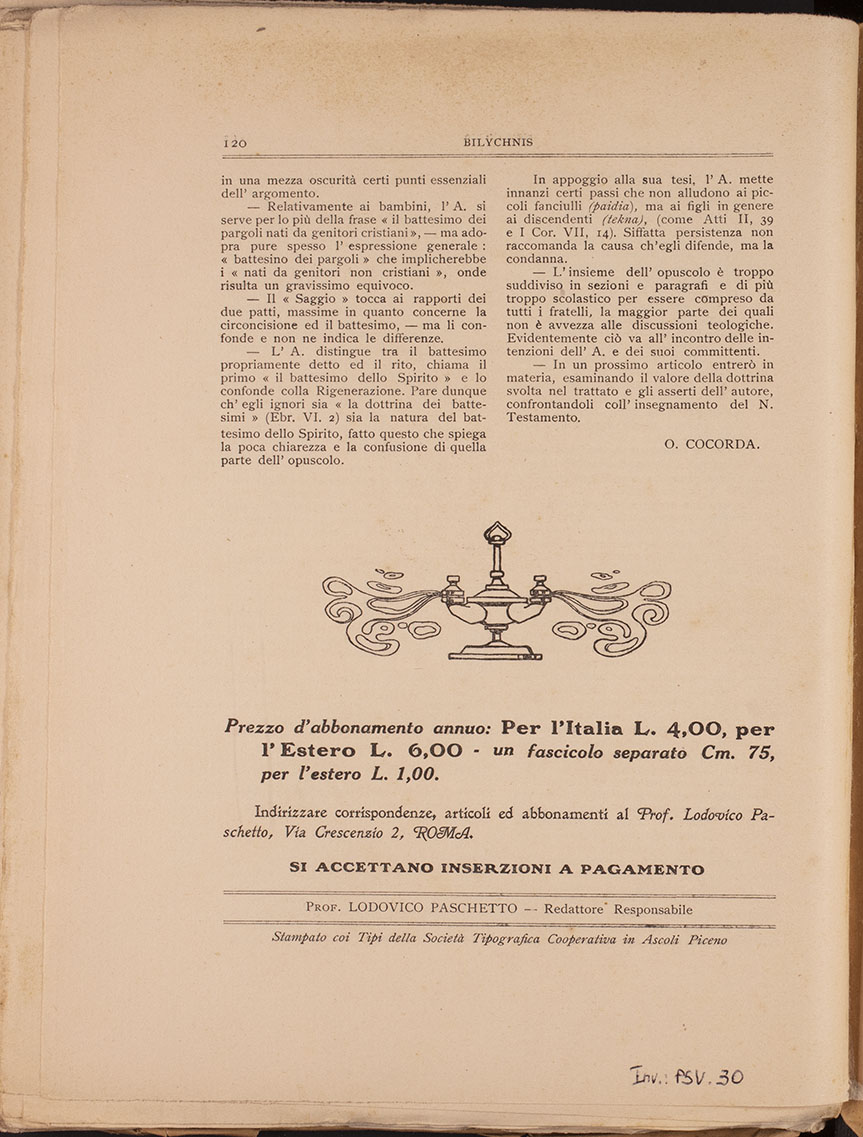 120
BILYCHNIS
in una mezza oscurità certi punti essenziali
dell' argomento.
— Relativamente ai bambini, l' A. si
serve per lo più della frase « il battesimo dei
pargoli nati da genitori cristiani », — ma ado-
pra pure spesso l' espressione generale :
« battesino dei pargoli » che implicherebbe
i « nati da genitori non cristiani », onde
risulta un gravissimo equivoco.
— Il « Saggio » tocca ai rapporti dei
due patti, massime in quanto concerne la
circoncisione ed il battesimo, — ma li con-
fonde e non ne indica le differenze.
— L' A. distingue tra il battesimo
propriamente detto ed il rito, chiama il
primo « il battesimo dello Spirito » e lo
confonde colla Rigenerazione. Pare dunque
ch' egli ignori sia « la dottrina dei batte-
simi » (Ebr. VI. 2) sia la natura del bat-
tesimo dello Spirito, fatto questo che spiega
la poca chiarezza e la confusione di quella
parte dell' opuscolo.
In appoggio alla sua tesi, l' A. mette
innanzi certi passi che non alludono ai pic-
coli fanciulli (paidia), ma ai figli in genere
ai discendenti (tekna), (come Atti II, 39
e I Cor. VII, 14). Siffatta persistenza non
raccomanda la causa ch'egli difende, ma la
condanna.
— L' insieme dell' opuscolo è troppo
suddiviso in sezioni e paragrafi e di più
troppo scolastico per essere compreso da
tutti i fratelli, la maggior parte dei quali
non è avvezza alle discussioni teologiche.
Evidentemente ciò va all' incontro delle in-
tenzioni dell' A. e dei suoi committenti.
— In un prossimo articolo entrerò in
materia, esaminando il valore della dottrina
svolta nel trattato e gli asserti dell' autore,
confrontandoli coll' insegnamento del N.
Testamento.
O. COCORDA.
Prezzo d'abbonamento annuo: Per l'Italia L. 4,00, per
l' Estero L. 6,00 - un fascicolo separato Cm. 75,
per l'estero L. 1,00.
Indirizzare corrispondenze, articoli ed abbonamenti al Prof. Lodovico Pa-
schetto, Via Crescenzio 2, ROMA.
SI ACCETTANO INSERZIONI A PAGAMENTO
PROF. LODOVICO PASCHETTO -- Redattore Responsabile
Stampato coi Tipi della Società Tipografica Cooperativa in Ascoli Piceno
Inv.: PSV. 30